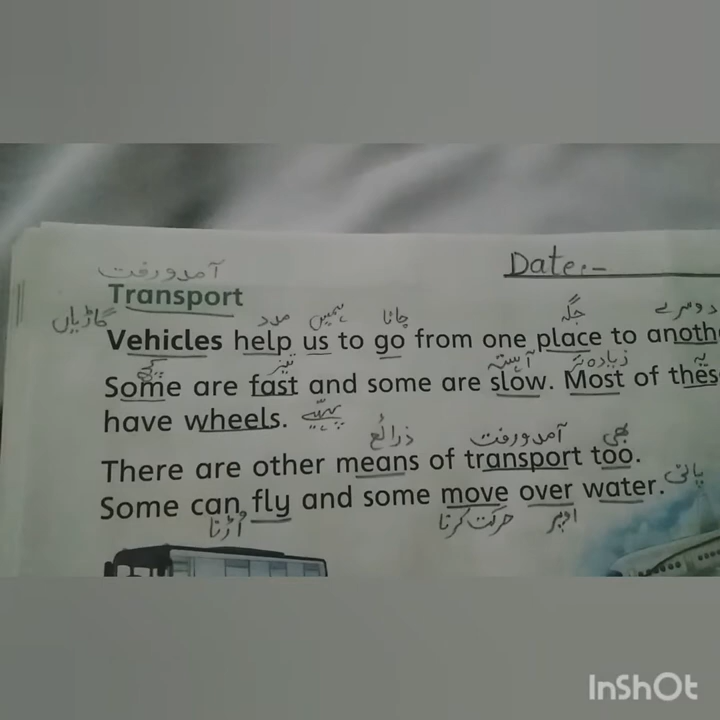 Date:-
آمدورفت
Transport
گاڑیاں مدد ہمیں جانا جگہ دوسرے
Vehicles help us to go from one place to anoth
کچھ تیز آہستہ زیادہ تر یہ
Some are fast and some are slow. Most of thes
have wheels. پہیے
ذرائع آمدورفت بھی
There are other means of transport too.
Some can fly and some move over water. پانی
اُڑنا حرکت کرنا اوپر
InShOt